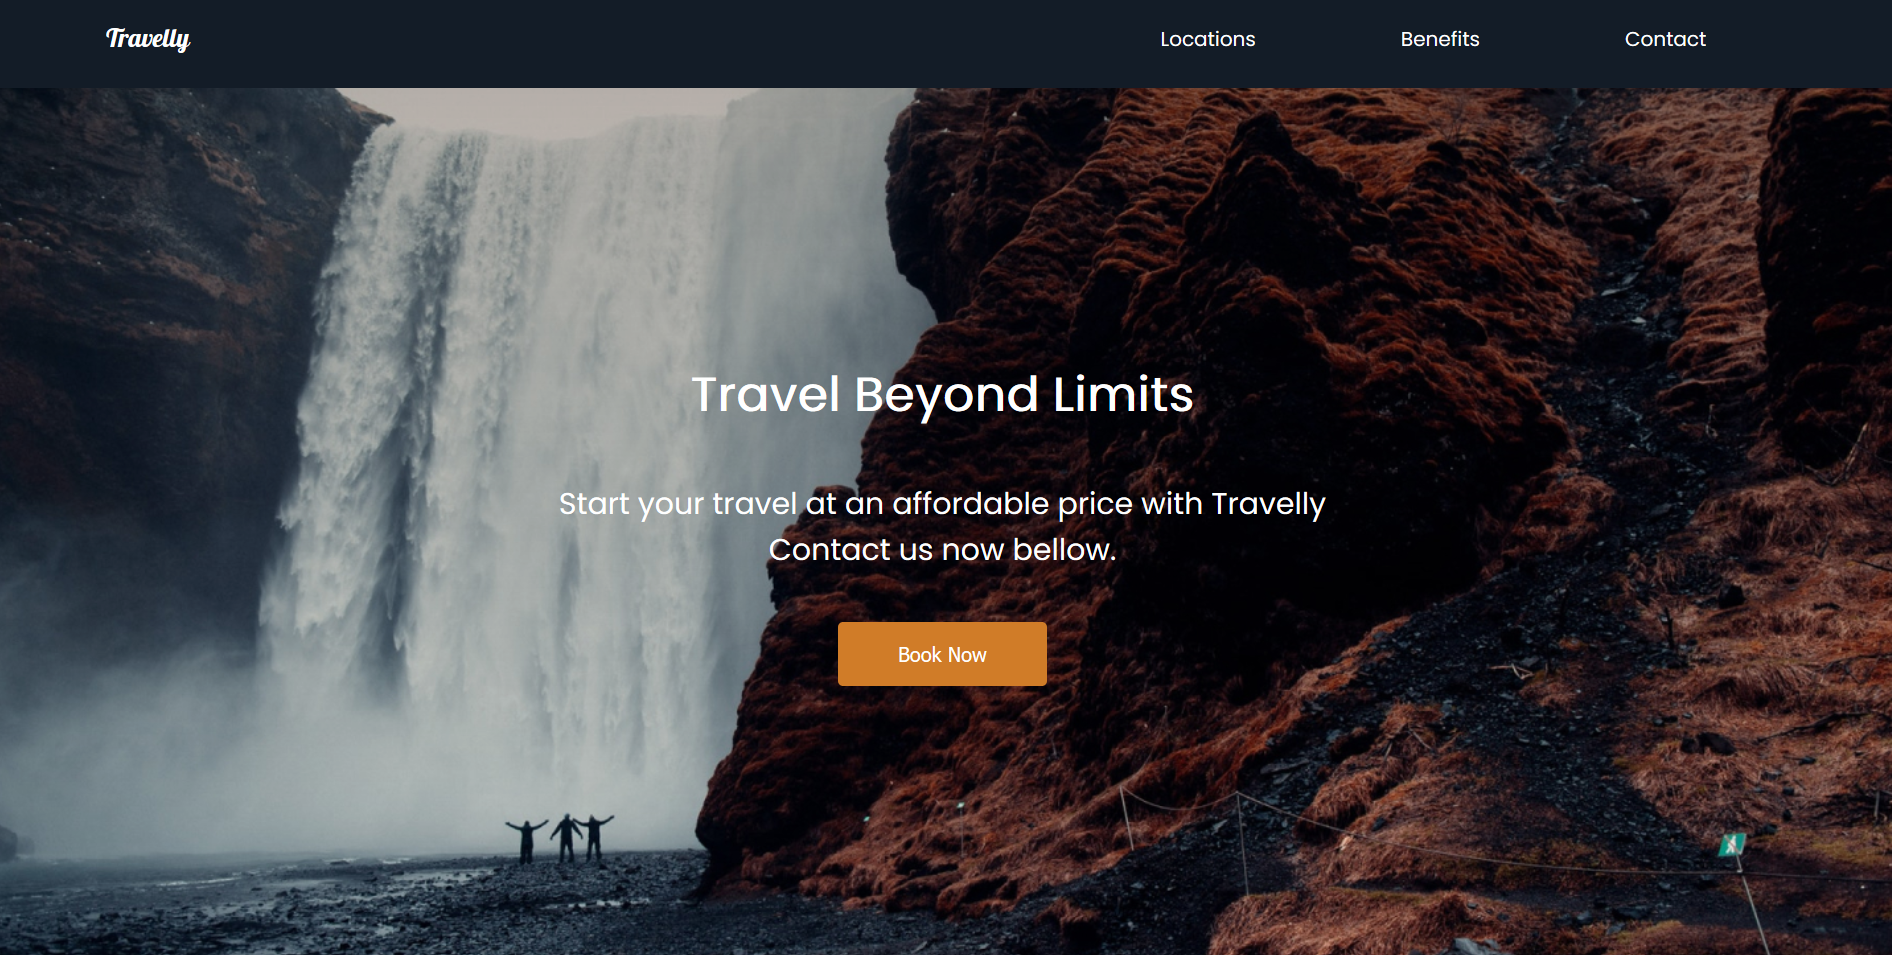 Travelly
Locations
Benefits
Contact
Travel Beyond Limits
Start your travel at an affordable price with Travelly
Contact us now bellow.
Book Now